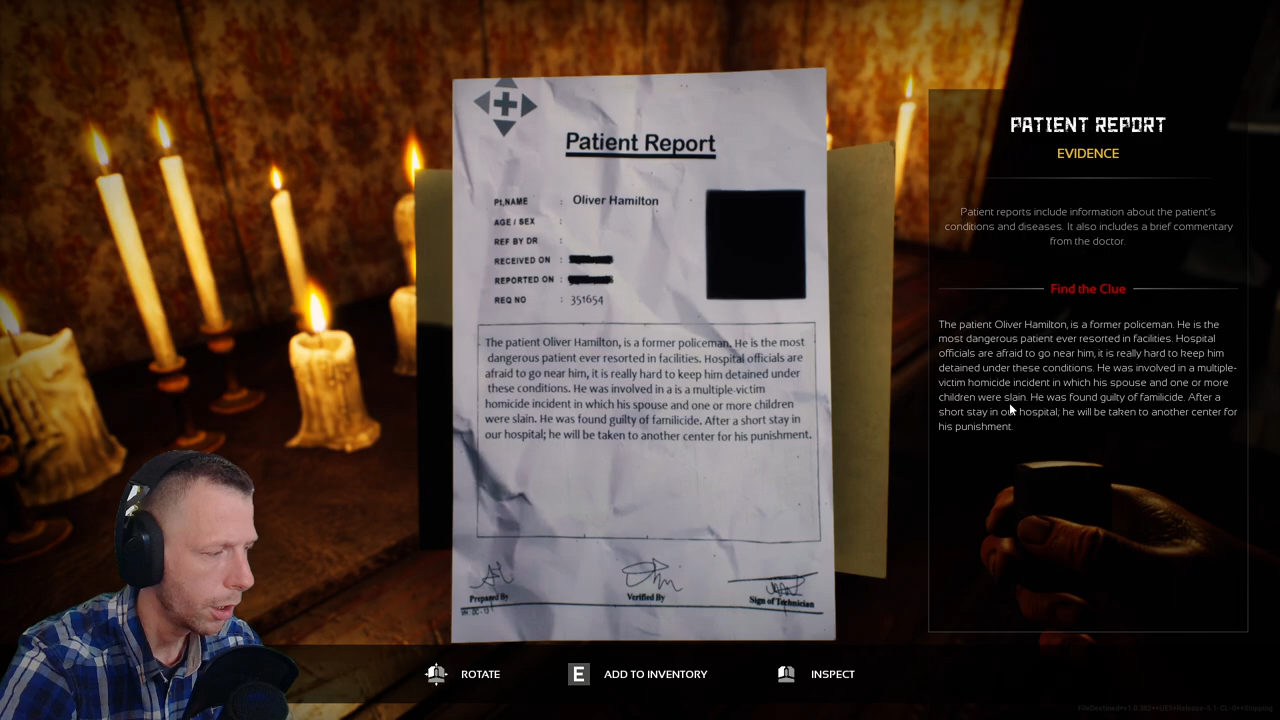 Patient Report
Pt.NAME : Oliver Hamilton
AGE / SEX :
REF BY DR :
RECEIVED ON :
REPORTED ON :
REQ NO : 351654
The patient Oliver Hamilton, is a former policeman. He is the most
dangerous patient ever resorted in facilities. Hospital officials are
afraid to go near him, it is really hard to keep him detained under
these conditions. He was involved in a is a multiple-victim
homicide incident in which his spouse and one or more children
were slain. He was found guilty of familicide. After a short stay in
our hospital; he will be taken to another center for his punishment.
Prepared By
Verified By
Sign of Technician
PATIENT REPORT
EVIDENCE
Patient reports include information about the patient's
conditions and diseases. It also includes a brief commentary
from the doctor.
Find the Clue
The patient Oliver Hamilton, is a former policeman. He is the
most dangerous patient ever resorted in facilities. Hospital
officials are afraid to go near him, it is really hard to keep him
detained under these conditions. He was involved in a multiple-
victim homicide incident in which his spouse and one or more
children were slain. He was found guilty of familicide. After a
short stay in our hospital; he will be taken to another center for
his punishment.
ROTATE
E ADD TO INVENTORY
INSPECT